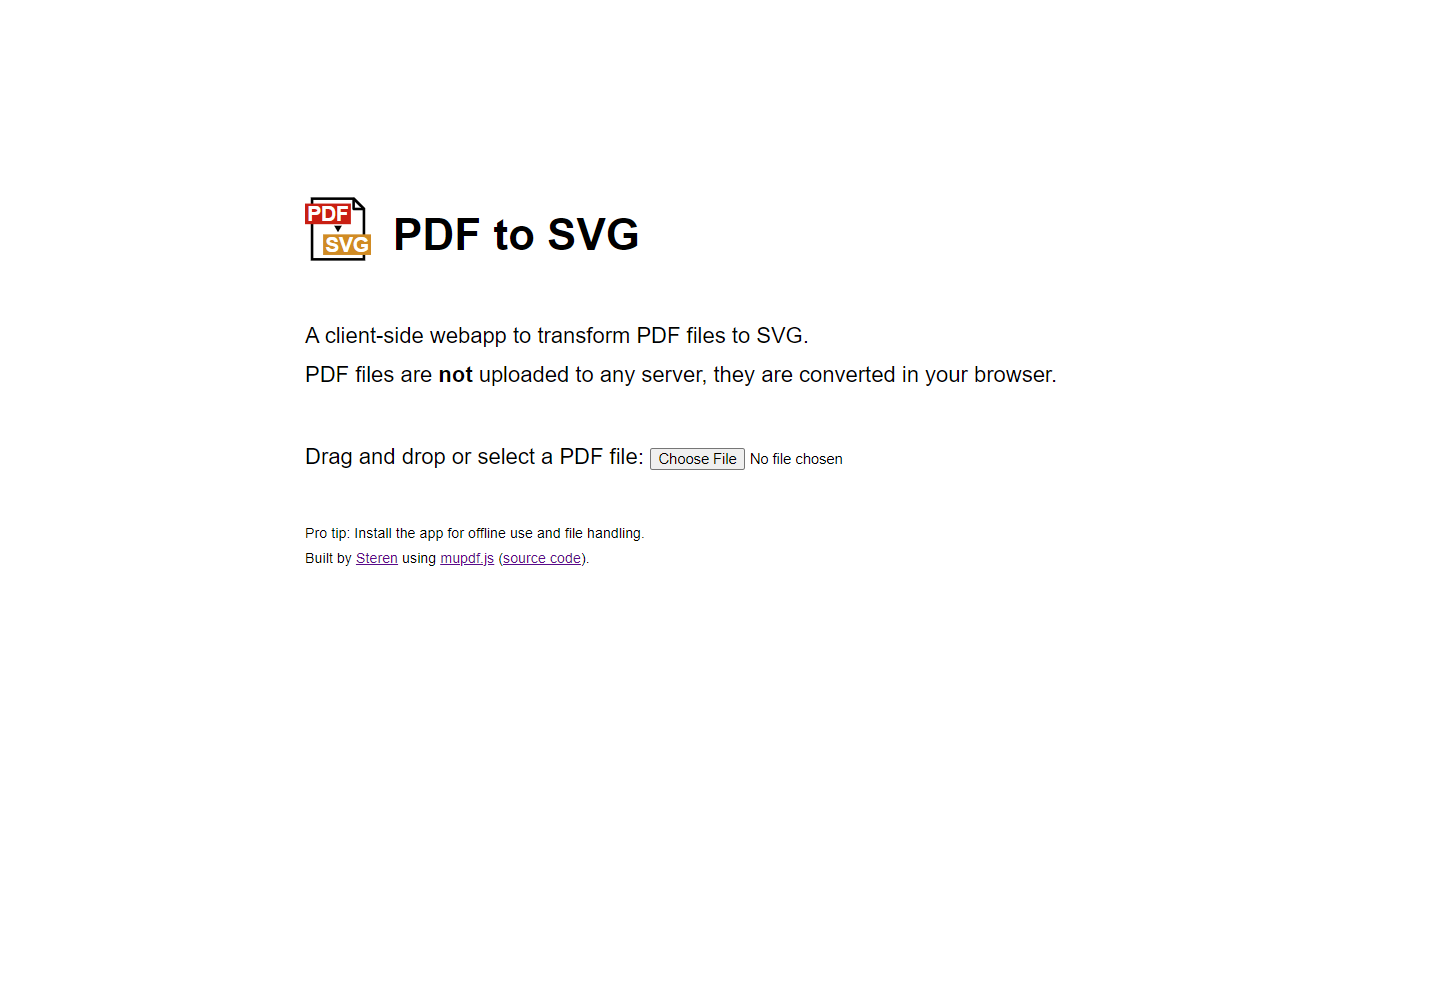 PDF
SVG
PDF to SVG
A client-side webapp to transform PDF files to SVG.
PDF files are not uploaded to any server, they are converted in your browser.
Drag and drop or select a PDF file: Choose File No file chosen
Pro tip: Install the app for offline use and file handling.
Built by Steren using mupdf.js (source code).